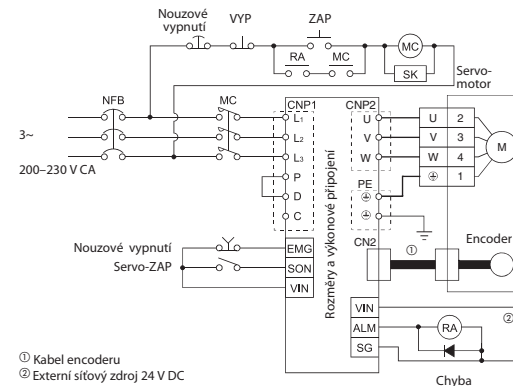 Nouzové
vypnutí
VYP
ZAP
RA
MC
MC
SK
Servo-
motor
NFB
MC
CNP1
CNP2
3~
200–230 V CA
L1
L2
L3
P
D
L
C
U
V
W
PE
U 2
V 3
W 4
1
M
Rozměry a výkonové připojení
CN2
①
Encoder
Nouzové vypnutí
Servo-ZAP
EMG
SON
VIN
VIN
ALM
SG
RA
②
Chyba
① Kabel encoderu
② Externí síťový zdroj 24 V DC